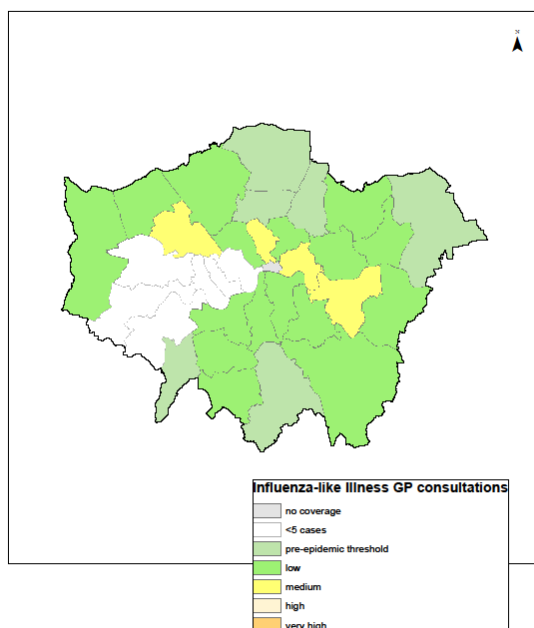 N
Influenza-like Illness GP consultations
no coverage
<5 cases
pre-epidemic threshold
low
medium
high
very high